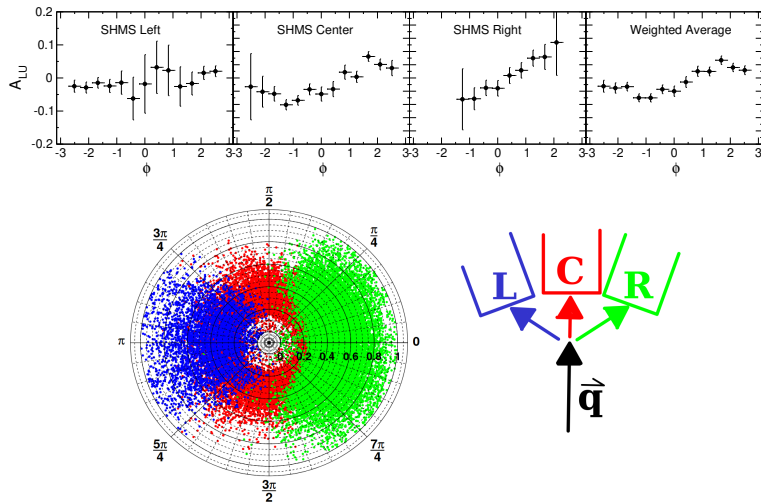 SHMS Left SHMS Center SHMS Right Weighted Average
A_LU
0.2
0.1
0
-0.1
-0.2
-3 -2 -1 0 1 2 3 -3 -2 -1 0 1 2 3 -3 -2 -1 0 1 2 3 -3 -2 -1 0 1 2 3
ϕ ϕ ϕ ϕ
π/2
3π/4 π/4
L C R
π 0 0.2 0.4 0.6 0.8 1 0
q⃗
5π/4 7π/4
3π/2